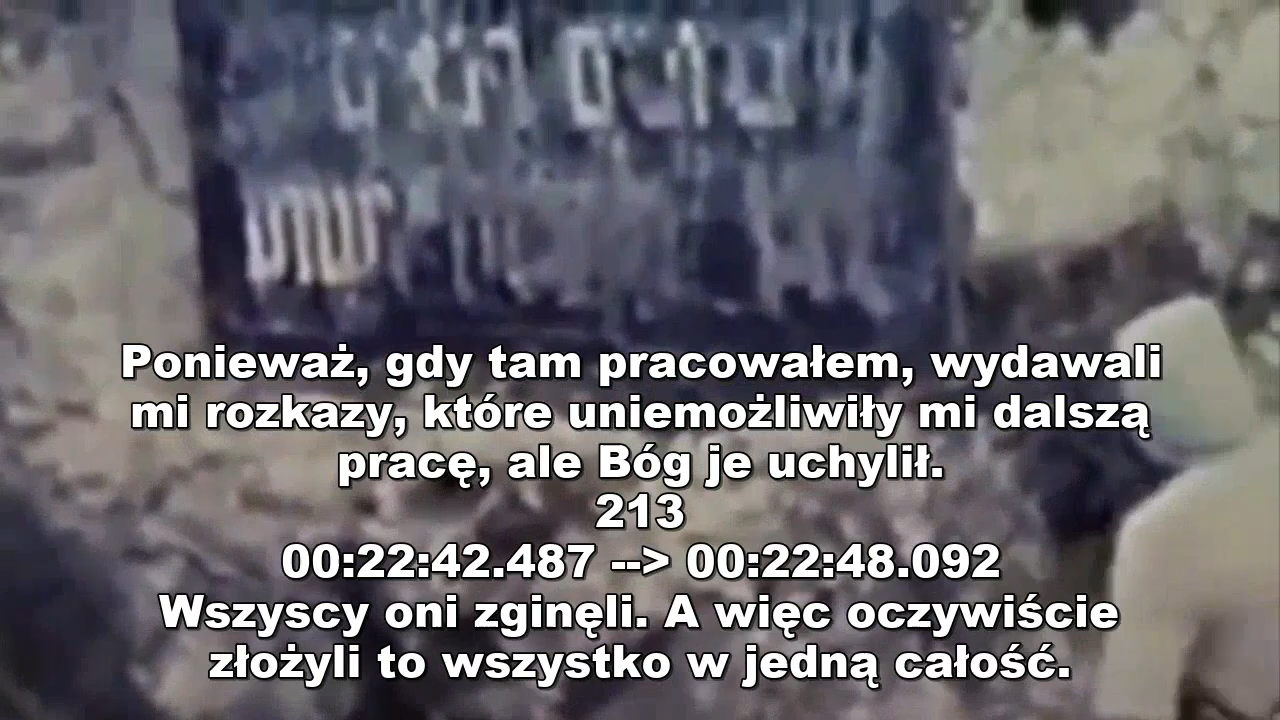 Ponieważ, gdy tam pracowałem, wydawali
mi rozkazy, które uniemożliwiły mi dalszą
pracę, ale Bóg je uchylił.
213
00:22:42.487 --> 00:22:48.092
Wszyscy oni zginęli. A więc oczywiście
złożyli to wszystko w jedną całość.